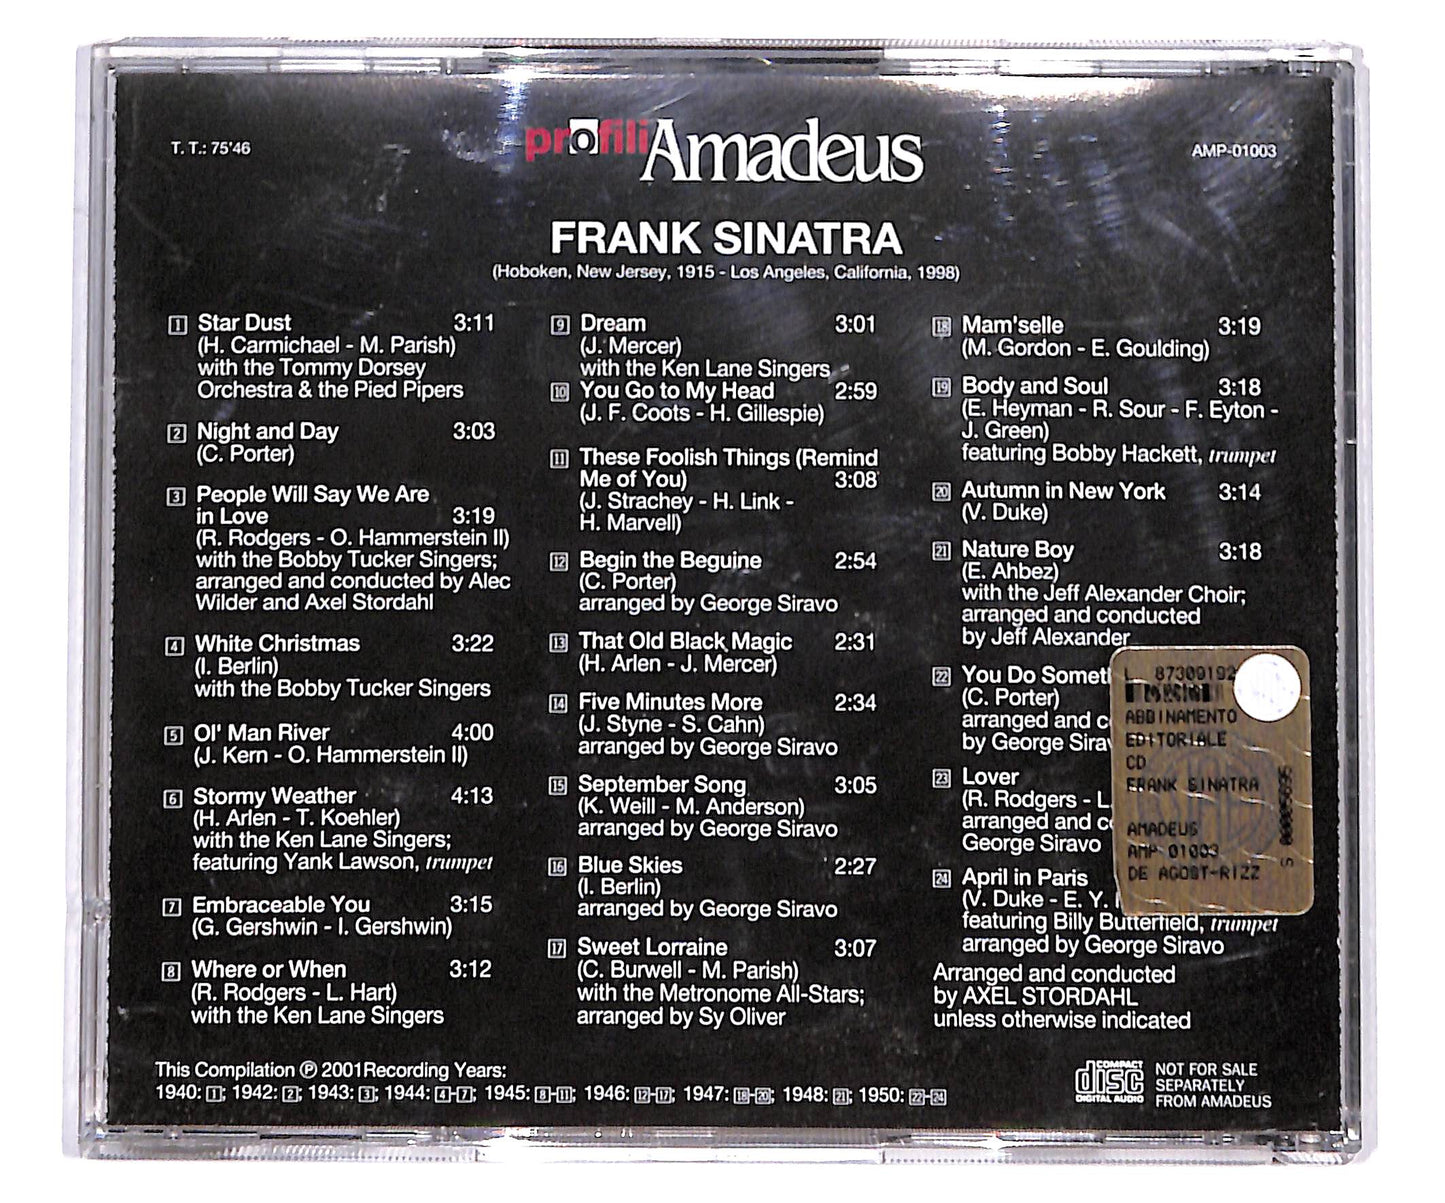 T. T.: 75'46
profili Amadeus
AMP-01003
FRANK SINATRA
(Hoboken, New Jersey, 1915 - Los Angeles, California, 1998)
1 Star Dust 3:11
(H. Carmichael - M. Parish)
with the Tommy Dorsey
Orchestra & the Pied Pipers
2 Night and Day 3:03
(C. Porter)
3 People Will Say We Are
in Love 3:19
(R. Rodgers - O. Hammerstein II)
with the Bobby Tucker Singers;
arranged and conducted by Alec
Wilder and Axel Stordahl
4 White Christmas 3:22
(I. Berlin)
with the Bobby Tucker Singers
5 Ol' Man River 4:00
(J. Kern - O. Hammerstein II)
6 Stormy Weather 4:13
(H. Arlen - T. Koehler)
with the Ken Lane Singers;
featuring Yank Lawson, trumpet
7 Embraceable You 3:15
(G. Gershwin - I. Gershwin)
8 Where or When 3:12
(R. Rodgers - L. Hart)
with the Ken Lane Singers
9 Dream 3:01
(J. Mercer)
with the Ken Lane Singers
10 You Go to My Head 2:59
(J. F. Coots - H. Gillespie)
11 These Foolish Things (Remind
Me of You) 3:08
(J. Strachey - H. Link -
H. Marvell)
12 Begin the Beguine 2:54
(C. Porter)
arranged by George Siravo
13 That Old Black Magic 2:31
(H. Arlen - J. Mercer)
14 Five Minutes More 2:34
(J. Styne - S. Cahn)
arranged by George Siravo
15 September Song 3:05
(K. Weill - M. Anderson)
16 Blue Skies 2:27
(I. Berlin)
arranged by George Siravo
17 Sweet Lorraine 3:07
(C. Burwell - M. Parish)
with the Metronome All-Stars;
arranged by Sy Oliver
18 Mam'selle 3:19
(M. Gordon - E. Goulding)
19 Body and Soul 3:18
(E. Heyman - R. Sour - F. Eyton -
J. Green)
featuring Bobby Hackett, trumpet
20 Autumn in New York 3:14
(V. Duke)
21 Nature Boy 3:18
(E. Ahbez)
with the Jeff Alexander Choir;
arranged and conducted
by Jeff Alexander
22 You Do Someth
(C. Porter)
arranged and co
by George Sirav
23 Lover
(R. Rodgers - L.
arranged and co
George Siravo
24 April in Paris
(V. Duke - E. Y.
featuring Billy Butterfield, trumpet
arranged by George Siravo
Arranged and conducted
by AXEL STORDAHL
unless otherwise indicated
L 87309192
ABBINAMENTO
EDITORIALE
CD
FRANK SINATRA
AMADEUS
AMP 01003
DE AGOST-RIZZ
S 00005695
This Compilation ℗ 2001 Recording Years:
1940: 1; 1942: 2; 1943: 3; 1944: 4-7; 1945: 8-11; 1946: 12-17; 1947: 18-20; 1948: 21; 1950: 22-24
COMPACT
disc
DIGITAL AUDIO
NOT FOR SALE
SEPARATELY
FROM AMADEUS